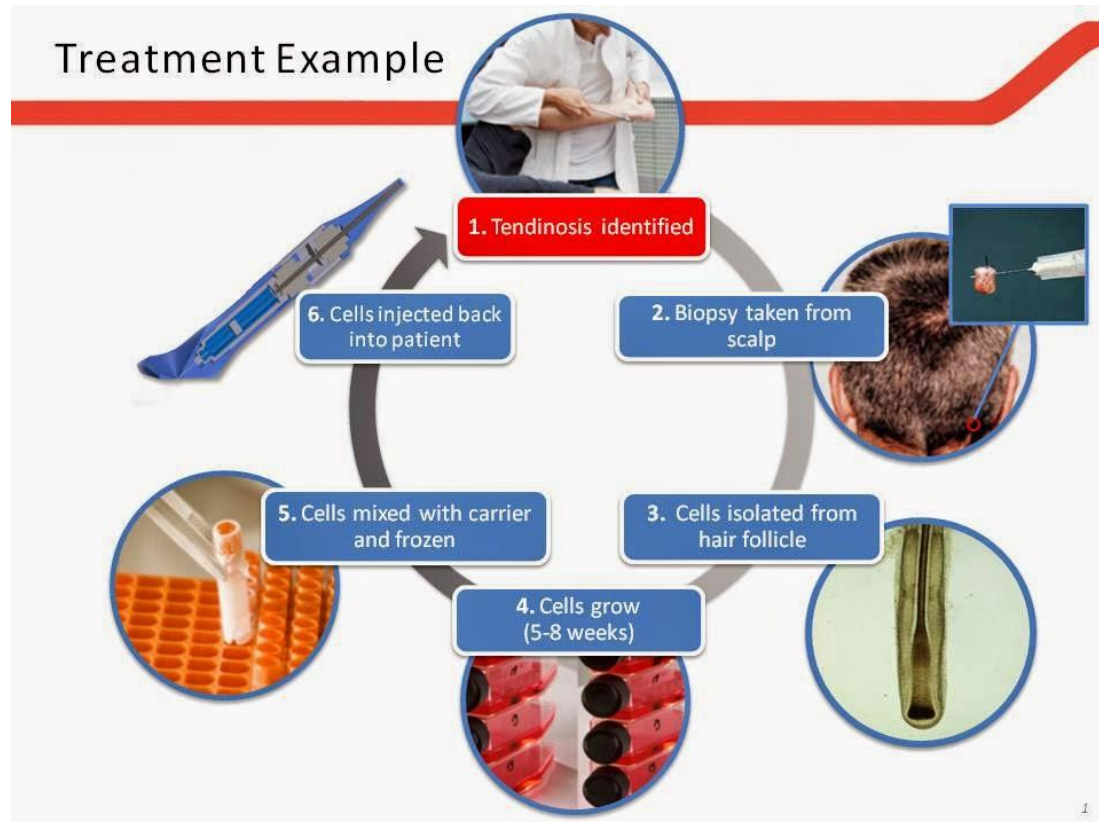 Treatment Example
1. Tendinosis identified
2. Biopsy taken from
scalp
3. Cells isolated from
hair follicle
4. Cells grow
(5-8 weeks)
5. Cells mixed with carrier
and frozen
6. Cells injected back
into patient
1